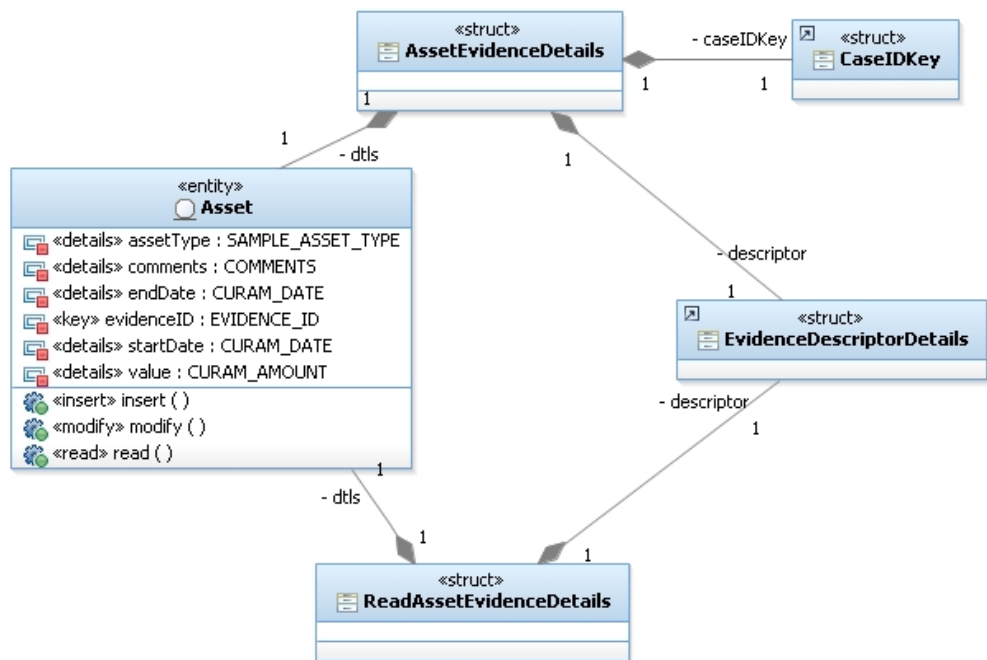 «struct»
AssetEvidenceDetails
- caseIDKey
«struct»
CaseIDKey
1
1
1
1
- dtls
1
«entity»
Asset
«details» assetType : SAMPLE_ASSET_TYPE
«details» comments : COMMENTS
«details» endDate : CURAM_DATE
«key» evidenceID : EVIDENCE_ID
«details» startDate : CURAM_DATE
«details» value : CURAM_AMOUNT
«insert» insert ( )
«modify» modify ( )
«read» read ( )
- descriptor
1
«struct»
EvidenceDescriptorDetails
- descriptor
1
1
- dtls
1
1
«struct»
ReadAssetEvidenceDetails